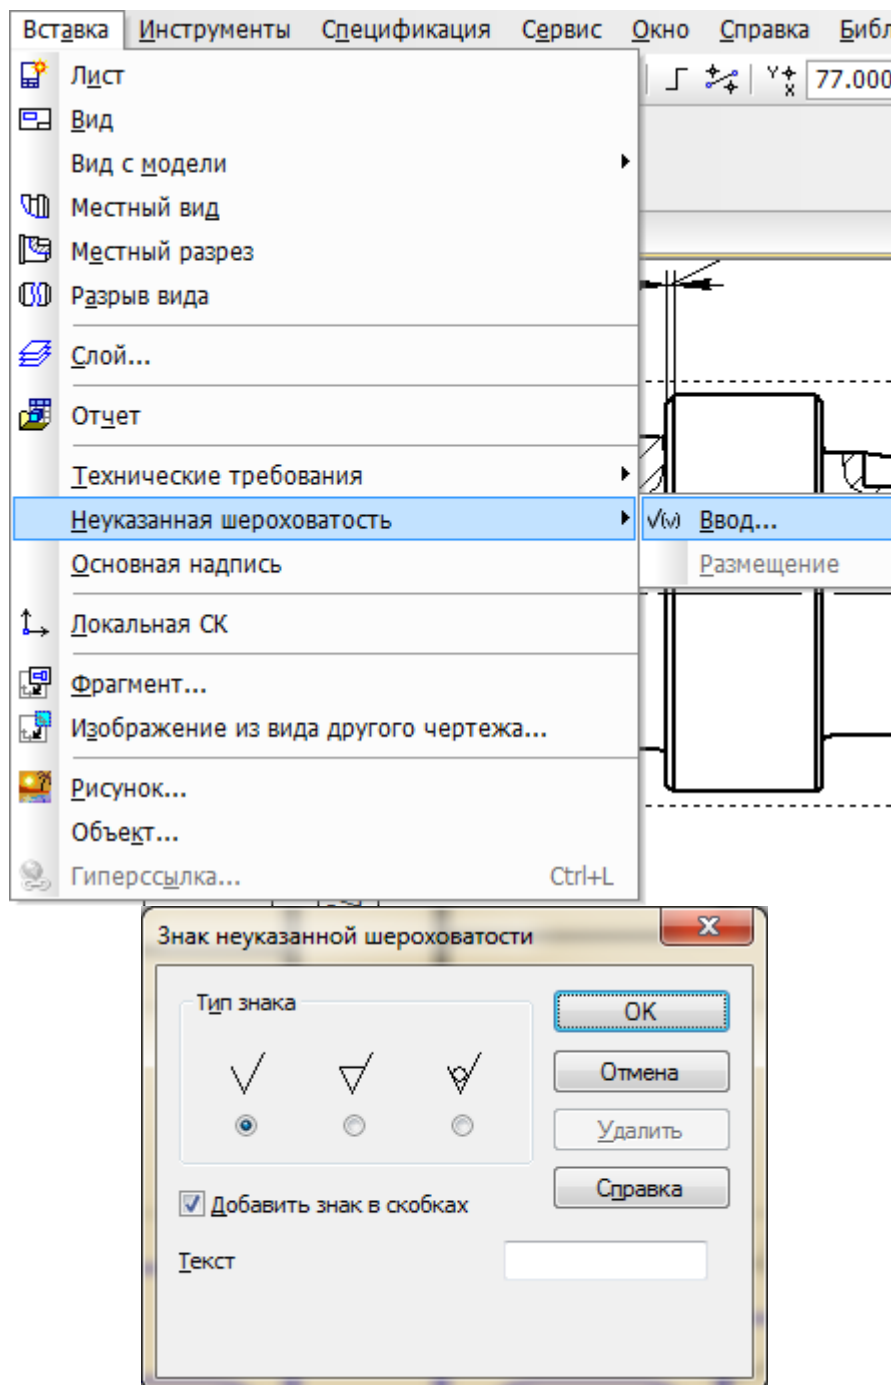 Вставка Инструменты Спецификация Сервис Окно Справка Библ
77.000
Лист
Вид
Вид с модели
Местный вид
Местный разрез
Разрыв вида
Слой...
Отчет
Технические требования
Неуказанная шероховатость
Ввод...
Основная надпись
Размещение
Локальная СК
Фрагмент...
Изображение из вида другого чертежа...
Рисунок...
Объект...
Гиперссылка... Ctrl+L
Знак неуказанной шероховатости
Тип знака
OK
Отмена
Удалить
Справка
Добавить знак в скобках
Текст